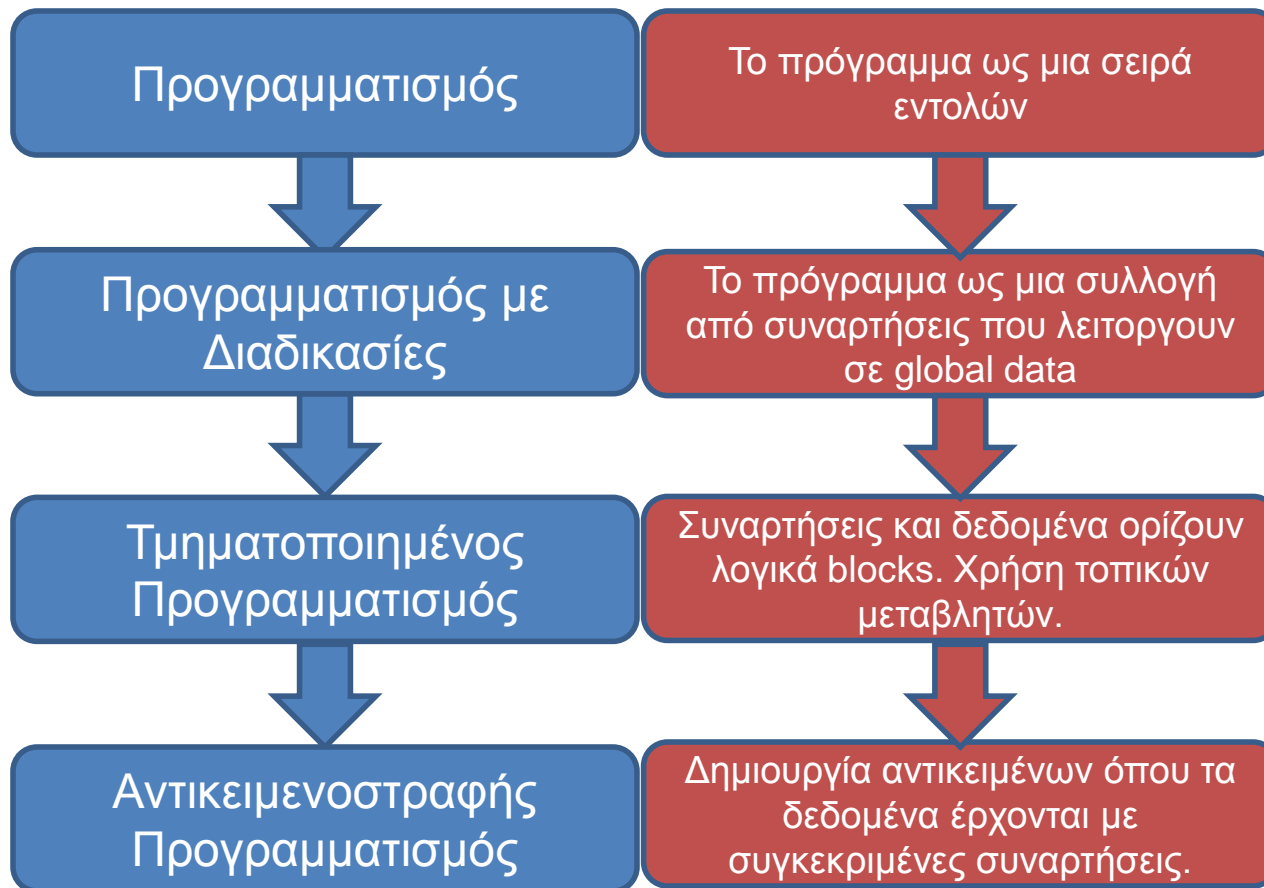 Προγραμματισμός
Το πρόγραμμα ως μια σειρά
εντολών
Προγραμματισμός με
Διαδικασίες
Το πρόγραμμα ως μια συλλογή
από συναρτήσεις που λειτοργουν
σε global data
Τμηματοποιημένος
Προγραμματισμός
Συναρτήσεις και δεδομένα ορίζουν
λογικά blocks. Χρήση τοπικών
μεταβλητών.
Αντικειμενοστραφής
Προγραμματισμός
Δημιουργία αντικειμένων όπου τα
δεδομένα έρχονται με
συγκεκριμένες συναρτήσεις.